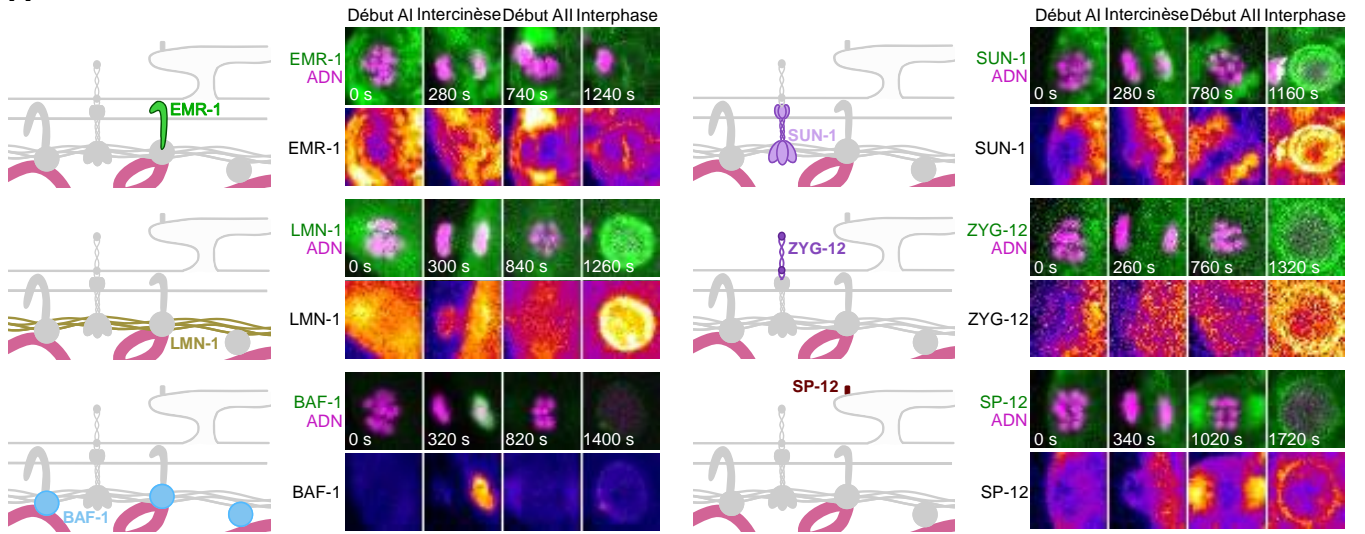 Début AI Intercinèse Début AII Interphase
EMR-1
ADN
0 s 280 s 740 s 1240 s
EMR-1
EMR-1
LMN-1
ADN
0 s 300 s 840 s 1260 s
LMN-1
LMN-1
BAF-1
ADN
0 s 320 s 820 s 1400 s
BAF-1
BAF-1
Début AI Intercinèse Début AII Interphase
SUN-1
ADN
0 s 280 s 780 s 1160 s
SUN-1
SUN-1
ZYG-12
ADN
0 s 260 s 760 s 1320 s
ZYG-12
ZYG-12
SP-12
SP-12
ADN
0 s 340 s 1020 s 1720 s
SP-12